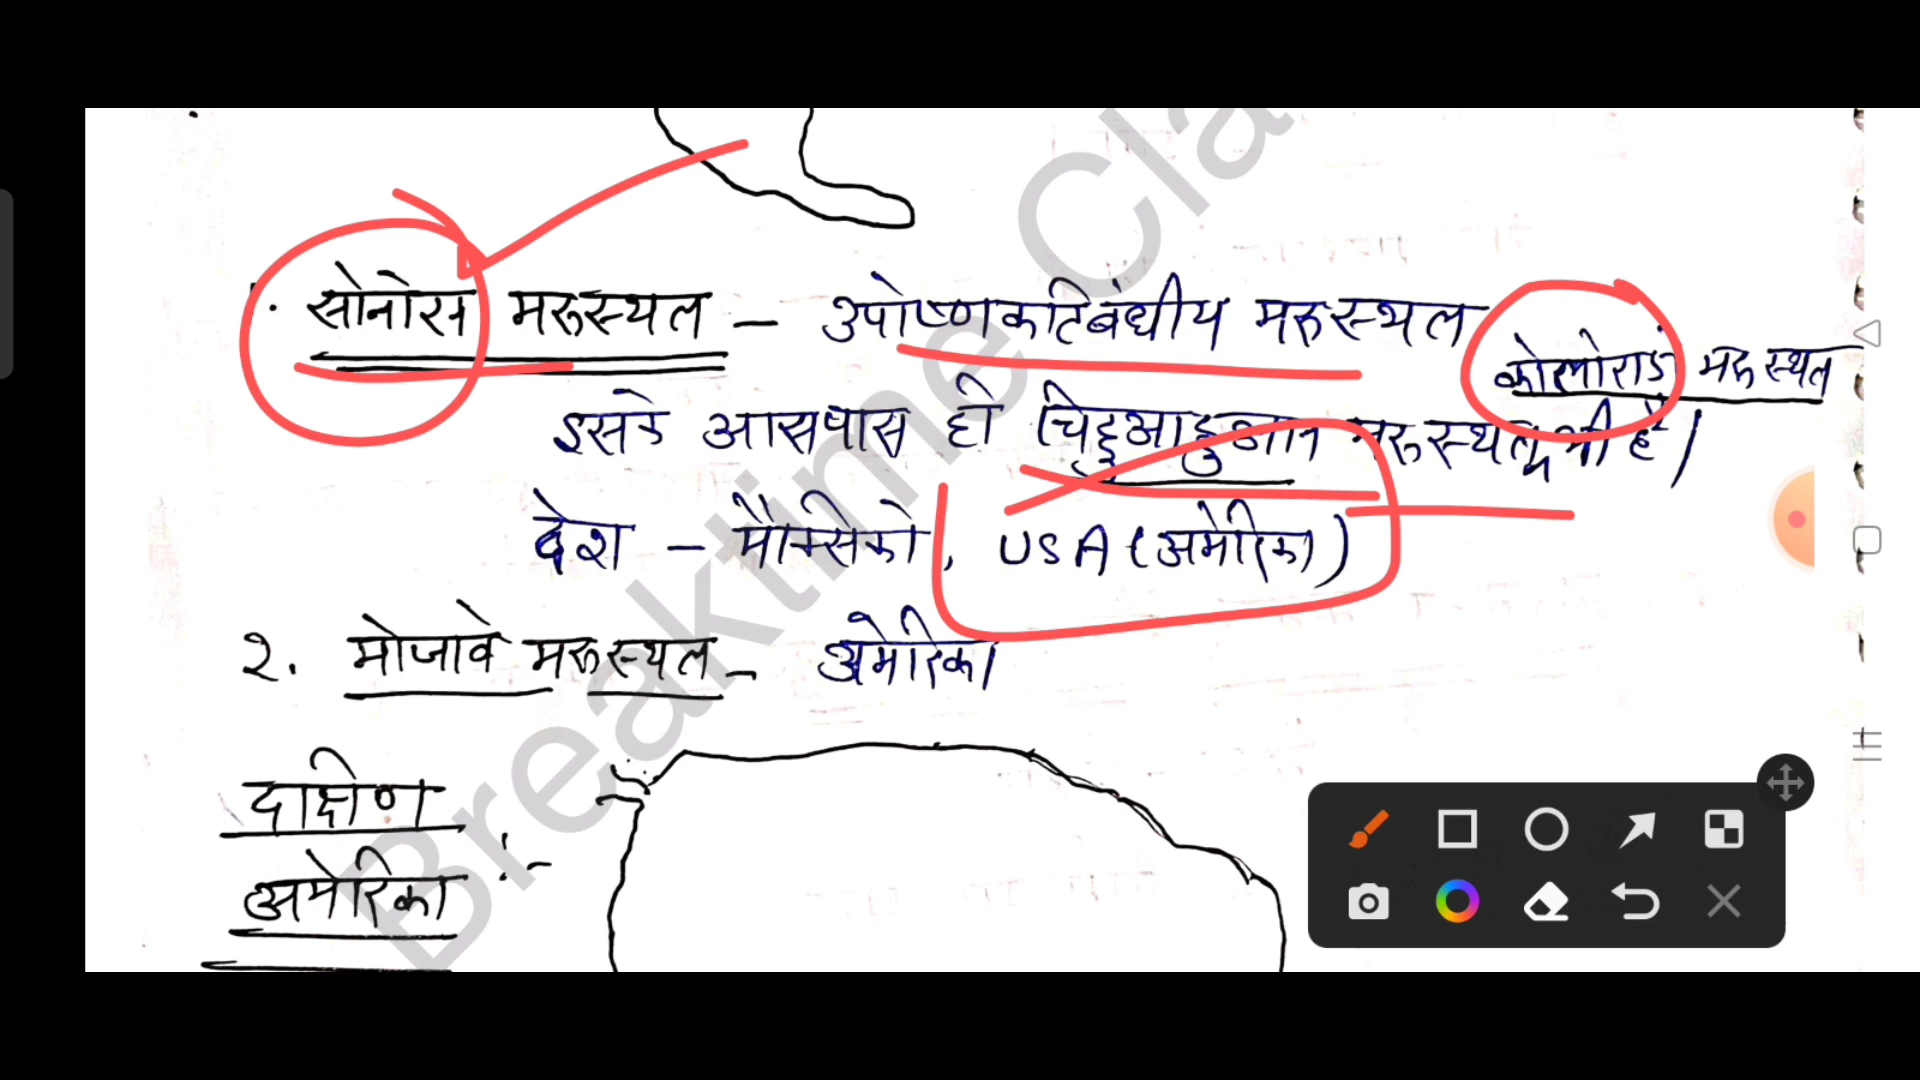 1. सोनोरा मरूस्थल – उपोष्णकटिबंधीय मरूस्थल
कोलोराडो मरूस्थल
इसके आसपास ही चिहुआहुआन मरूस्थल भी है।
देश – मैक्सिको, USA (अमेरिका)
२. मोजावे मरूस्थल – अमेरिका
दक्षिण
अमेरिका :-
Breaktime Cla